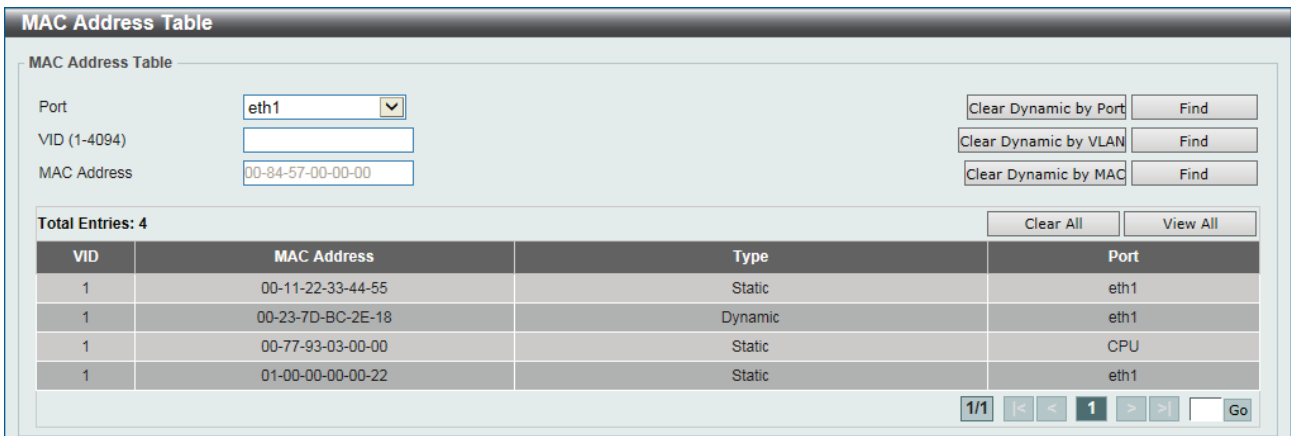 MAC Address Table
MAC Address Table
Port eth1 Clear Dynamic by Port Find
VID (1-4094) Clear Dynamic by VLAN Find
MAC Address 00-84-57-00-00-00 Clear Dynamic by MAC Find
Total Entries: 4 Clear All View All
VID MAC Address Type Port
1 00-11-22-33-44-55 Static eth1
1 00-23-7D-BC-2E-18 Dynamic eth1
1 00-77-93-03-00-00 Static CPU
1 01-00-00-00-00-22 Static eth1
1/1 |< < 1 > >| Go